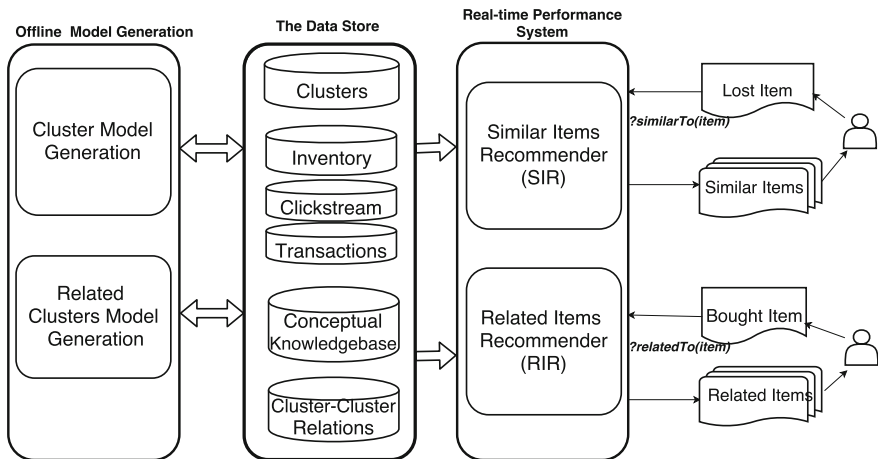 Offline Model Generation
Cluster Model
Generation
Related
Clusters Model
Generation
The Data Store
Clusters
Inventory
Clickstream
Transactions
Conceptual
Knowledgebase
Cluster-Cluster
Relations
Real-time Performance
System
Similar Items
Recommender
(SIR)
Related Items
Recommender
(RIR)
Lost Item
?similarTo(item)
Similar Items
Bought Item
?relatedTo(item)
Related Items